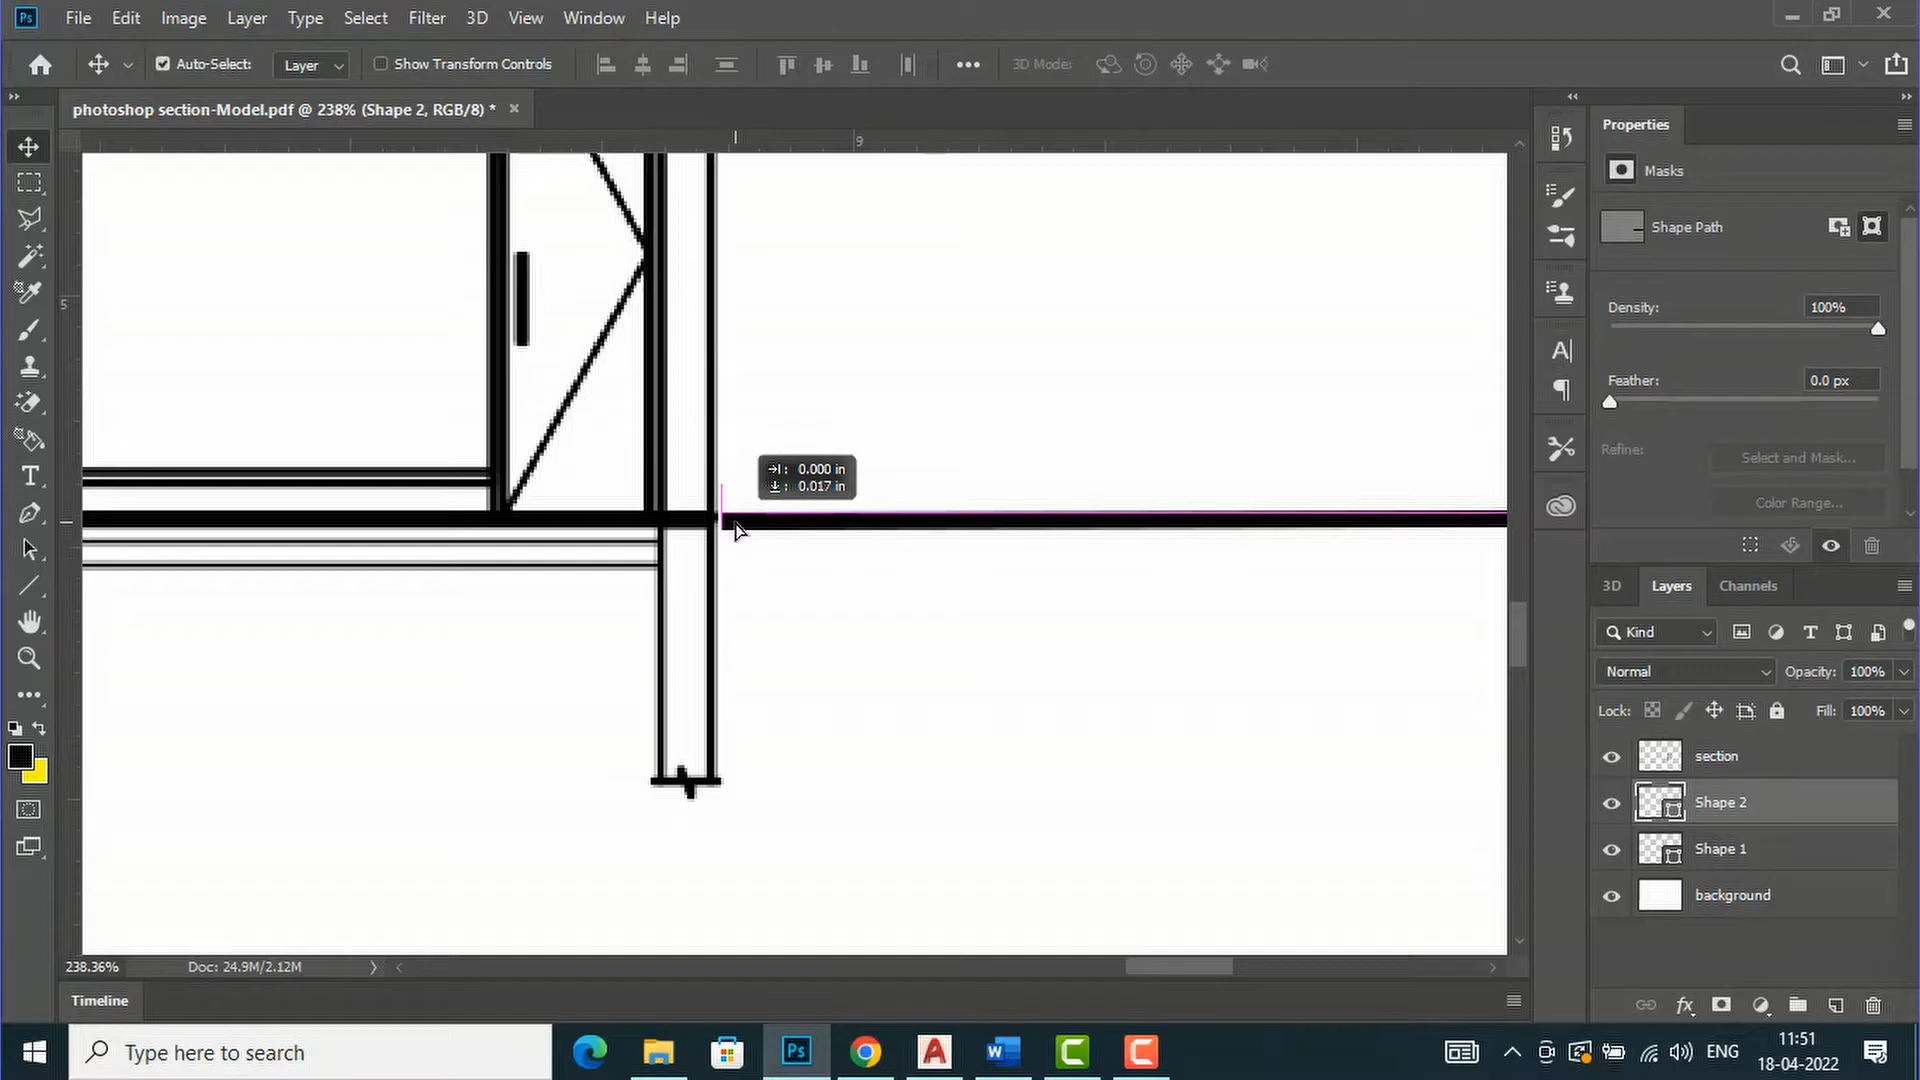 Ps File Edit Image Layer Type Select Filter 3D View Window Help
Auto-Select: Layer Show Transform Controls 3D Mode:
photoshop section-Model.pdf @ 238% (Shape 2, RGB/8) * ×
9
5
0.000 in
0.017 in
Properties
Masks
Shape Path
Density: 100%
Feather: 0.0 px
Refine: Select and Mask...
Color Range...
3D Layers Channels
Kind
Normal Opacity: 100%
Lock: Fill: 100%
section
Shape 2
Shape 1
background
238.36% Doc: 24.9M/2.12M
Timeline
Type here to search
ENG
11:51
18-04-2022